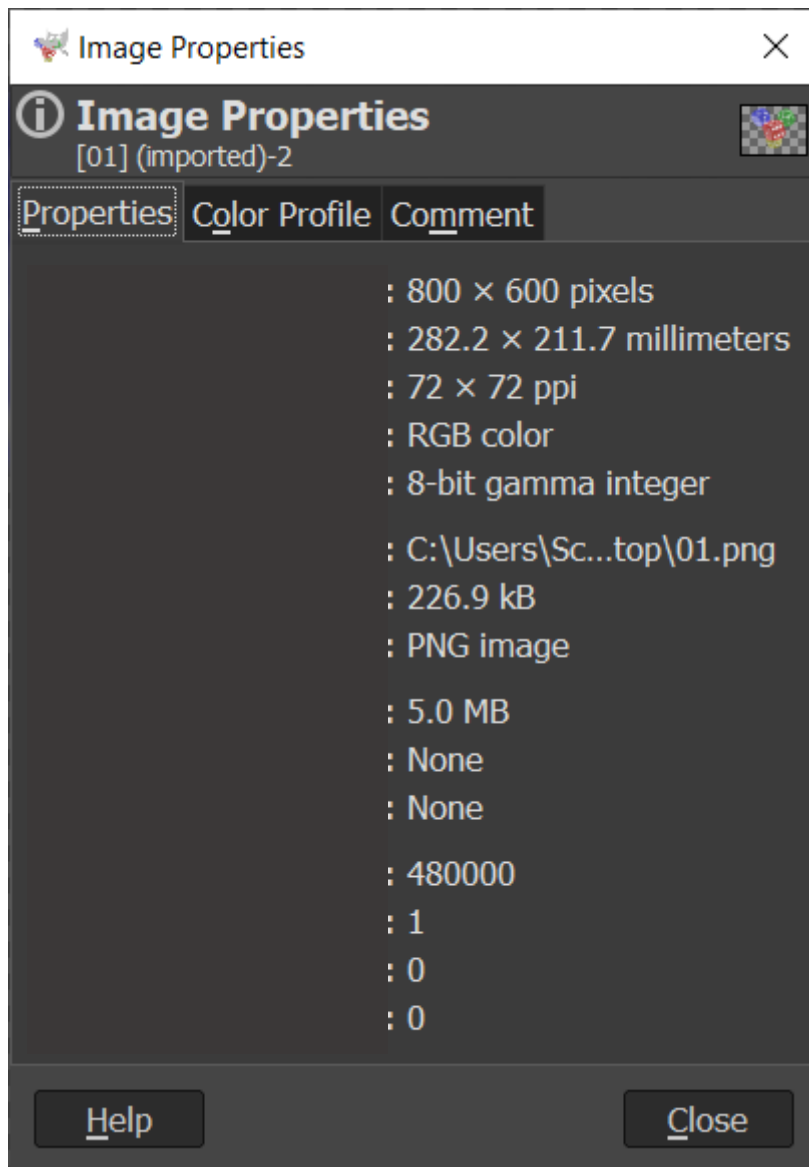 Image Properties
Image Properties
[01] (imported)-2
Properties Color Profile Comment
: 800 × 600 pixels
: 282.2 × 211.7 millimeters
: 72 × 72 ppi
: RGB color
: 8-bit gamma integer
: C:\Users\Sc...top\01.png
: 226.9 kB
: PNG image
: 5.0 MB
: None
: None
: 480000
: 1
: 0
: 0
Help Close